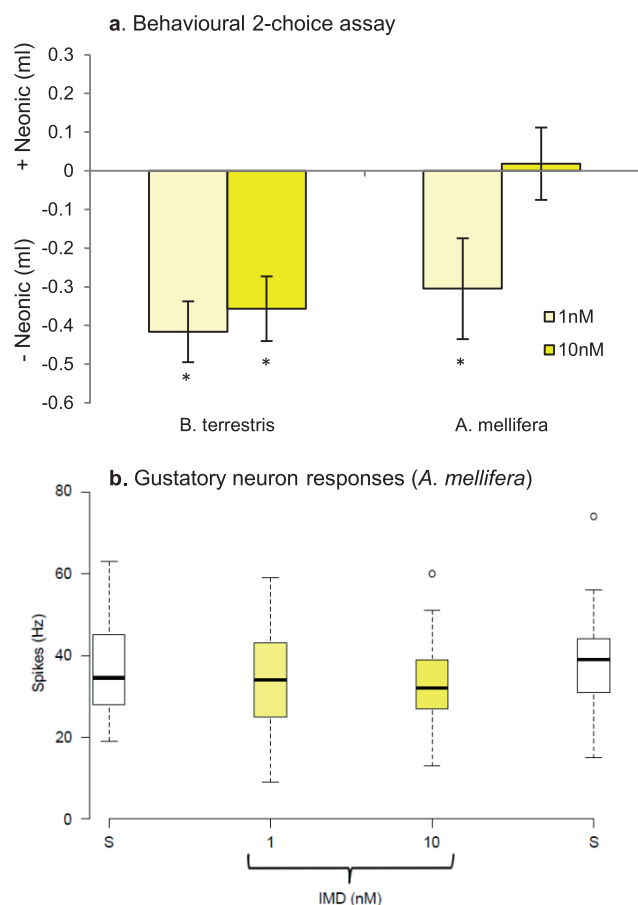 a. Behavioural 2-choice assay
+ Neonic (ml)
- Neonic (ml)
0.3
0.2
0.1
0
-0.1
-0.2
-0.3
-0.4
-0.5
-0.6
* * *
1nM
10nM
B. terrestris A. mellifera
b. Gustatory neuron responses (A. mellifera)
Spikes (Hz)
80
60
40
20
0
S 1 10 S
IMD (nM)